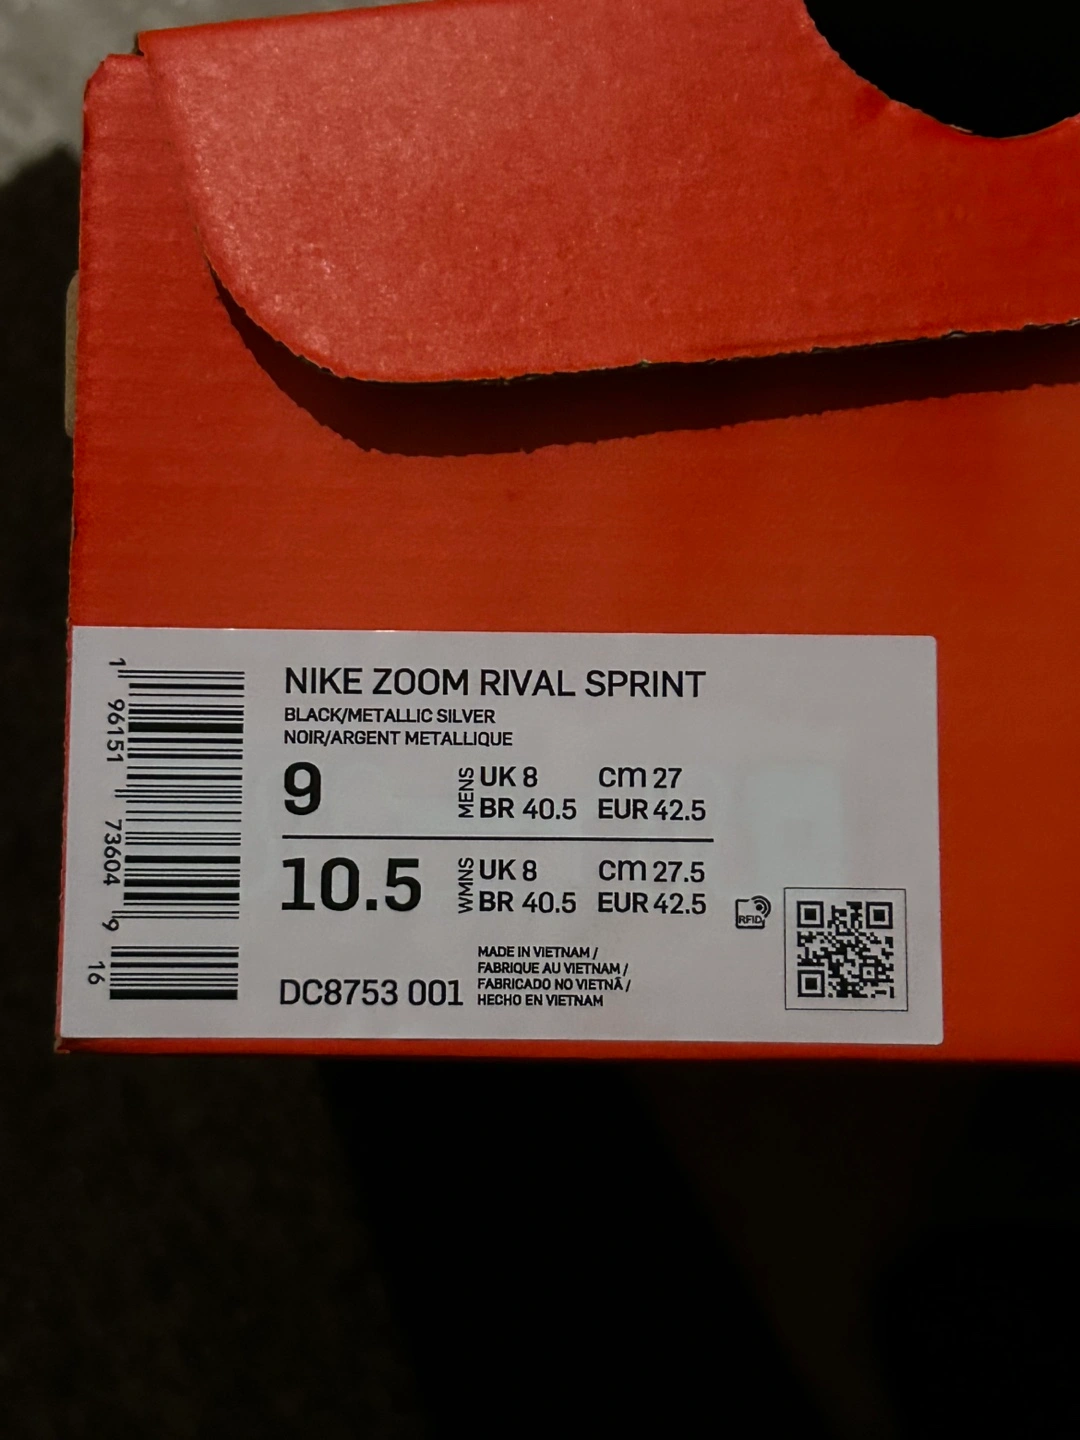 1 96151 73604 9 16
NIKE ZOOM RIVAL SPRINT
BLACK/METALLIC SILVER
NOIR/ARGENT METALLIQUE
9 MENS UK 8 cm 27
BR 40.5 EUR 42.5
10.5 WMNS UK 8 cm 27.5
BR 40.5 EUR 42.5
RFID
DC8753 001
MADE IN VIETNAM /
FABRIQUE AU VIETNAM /
FABRICADO NO VIETNÃ /
HECHO EN VIETNAM